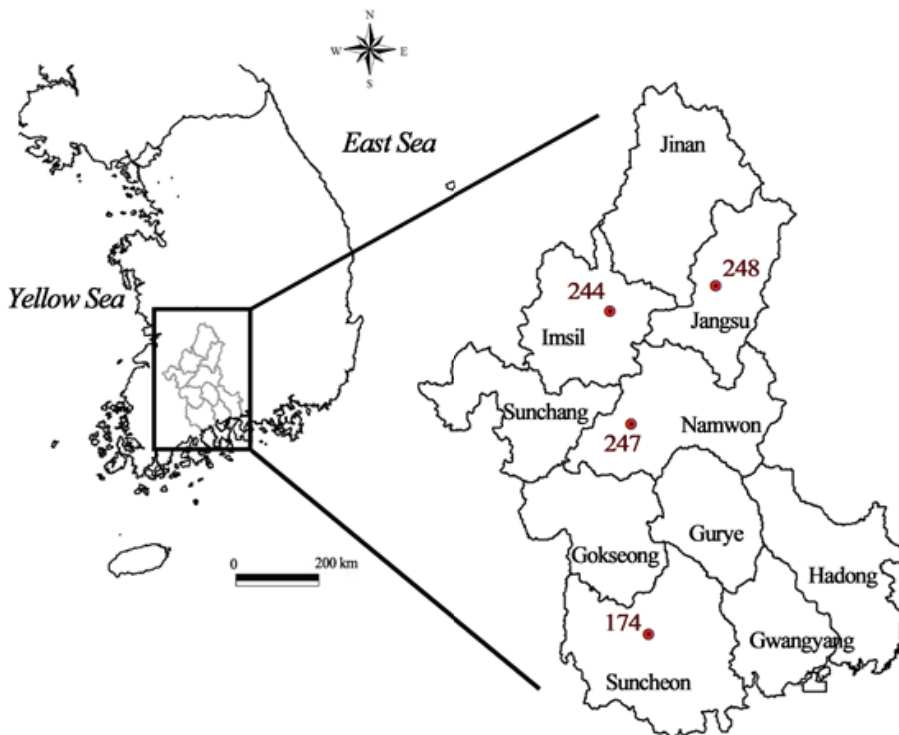 N
W E
S
East Sea
Yellow Sea
0 200 km
Jinan
248
244
Jangsu
Imsil
Sunchang
Namwon
247
Gurye
Gokseong
Hadong
174
Gwangyang
Suncheon